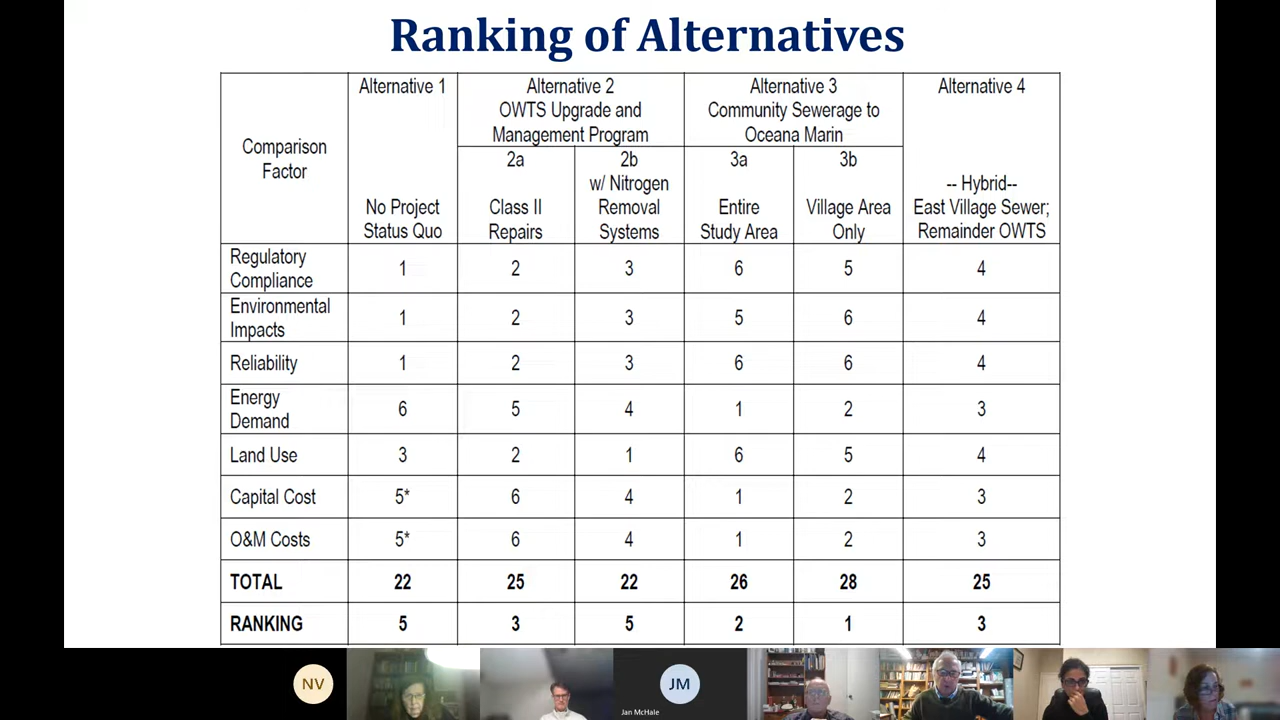 Ranking of Alternatives
Comparison
Factor
Alternative 1
No Project
Status Quo
Alternative 2
OWTS Upgrade and
Management Program
2a
Class II
Repairs
2b
w/ Nitrogen
Removal
Systems
Alternative 3
Community Sewerage to
Oceana Marin
3a
Entire
Study Area
3b
Village Area
Only
Alternative 4
-- Hybrid--
East Village Sewer;
Remainder OWTS
Regulatory
Compliance
1 2 3 6 5 4
Environmental
Impacts
1 2 3 5 6 4
Reliability 1 2 3 6 6 4
Energy
Demand
6 5 4 1 2 3
Land Use 3 2 1 6 5 4
Capital Cost 5* 6 4 1 2 3
O&M Costs 5* 6 4 1 2 3
TOTAL 22 25 22 26 28 25
RANKING 5 3 5 2 1 3
NV
JM
Jan McHale